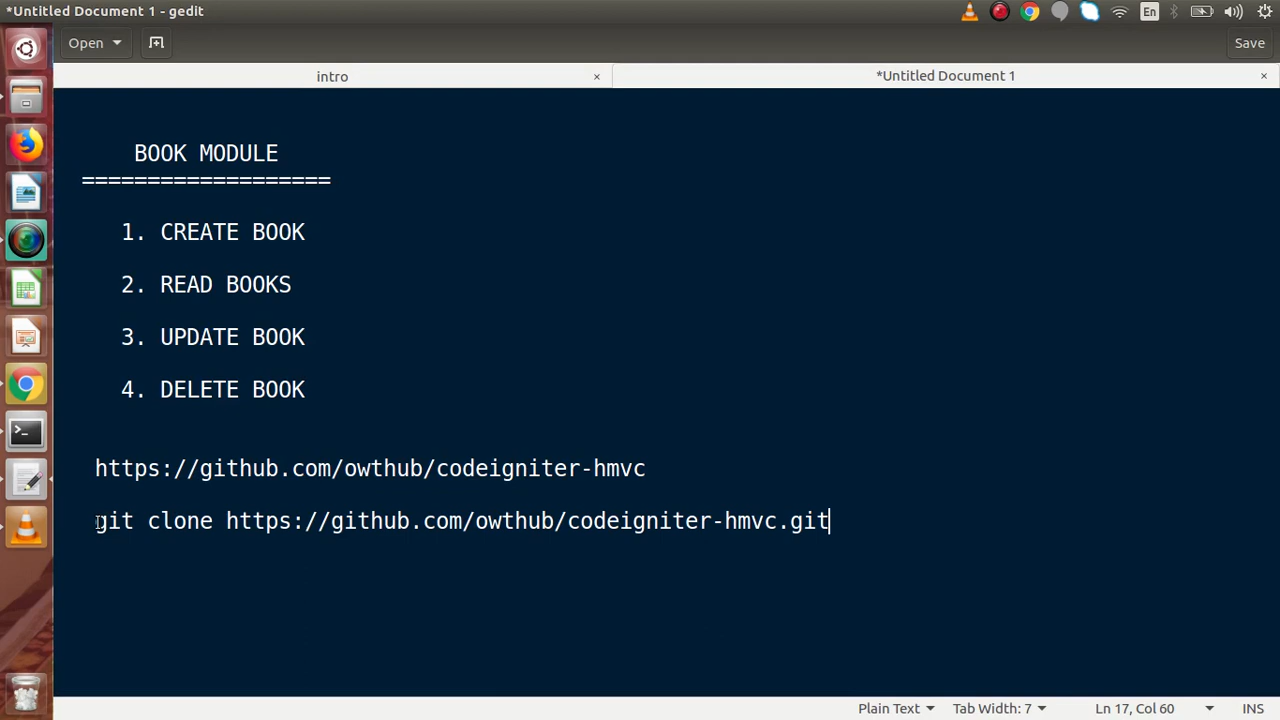 *Untitled Document 1 - gedit
En
Open
Save
intro
*Untitled Document 1
BOOK MODULE
===================
1. CREATE BOOK
2. READ BOOKS
3. UPDATE BOOK
4. DELETE BOOK
https://github.com/owthub/codeigniter-hmvc
git clone https://github.com/owthub/codeigniter-hmvc.git
Plain Text
Tab Width: 7
Ln 17, Col 60
INS